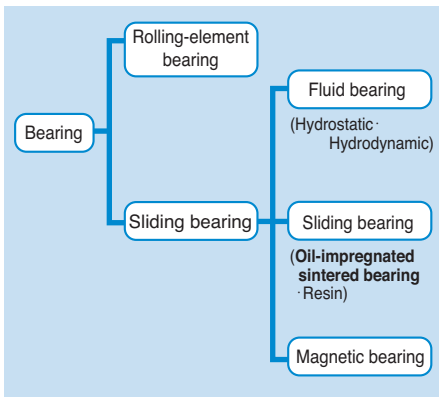 Rolling-element
bearing
Bearing
Sliding bearing
Fluid bearing
(Hydrostatic·
Hydrodynamic)
Sliding bearing
(Oil-impregnated
sintered bearing
·Resin)
Magnetic bearing